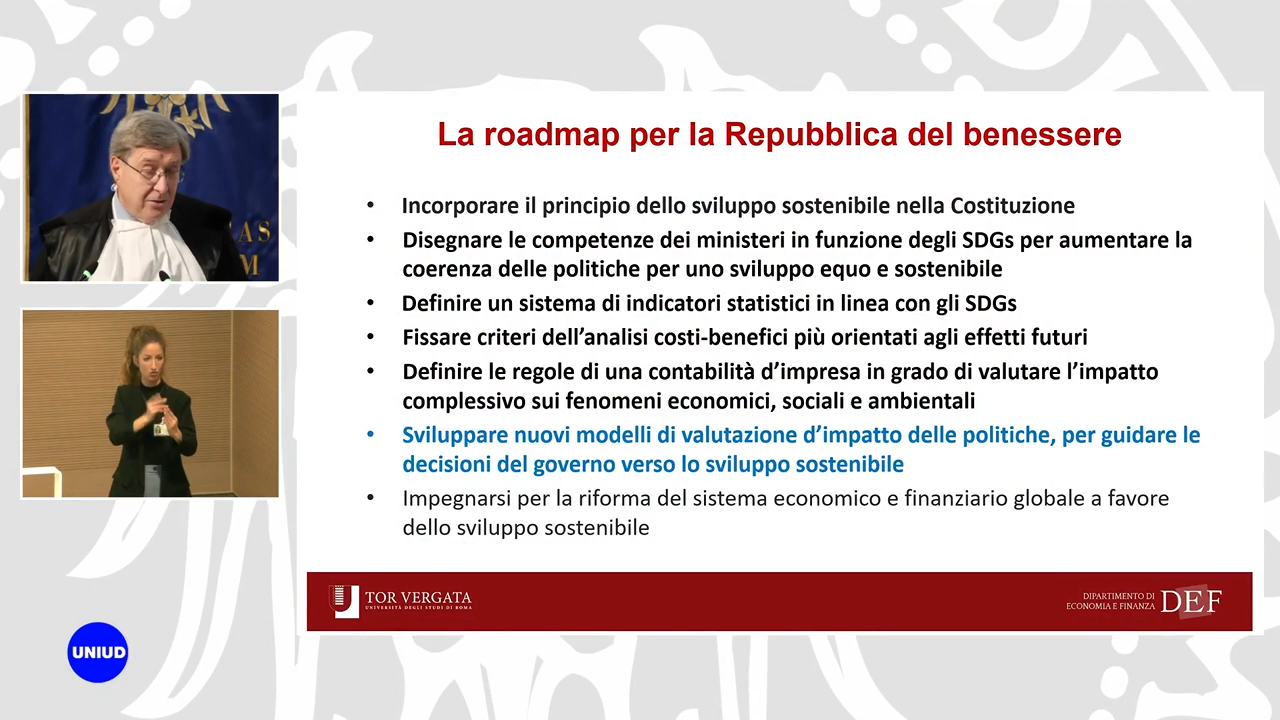 La roadmap per la Repubblica del benessere
• Incorporare il principio dello sviluppo sostenibile nella Costituzione
• Disegnare le competenze dei ministeri in funzione degli SDGs per aumentare la
coerenza delle politiche per uno sviluppo equo e sostenibile
• Definire un sistema di indicatori statistici in linea con gli SDGs
• Fissare criteri dell’analisi costi-benefici più orientati agli effetti futuri
• Definire le regole di una contabilità d’impresa in grado di valutare l’impatto
complessivo sui fenomeni economici, sociali e ambientali
• Sviluppare nuovi modelli di valutazione d’impatto delle politiche, per guidare le
decisioni del governo verso lo sviluppo sostenibile
• Impegnarsi per la riforma del sistema economico e finanziario globale a favore
dello sviluppo sostenibile
TOR VERGATA
UNIVERSITÀ DEGLI STUDI DI ROMA
DIPARTIMENTO DI
ECONOMIA E FINANZA
DEF
UNIUD
AS
M